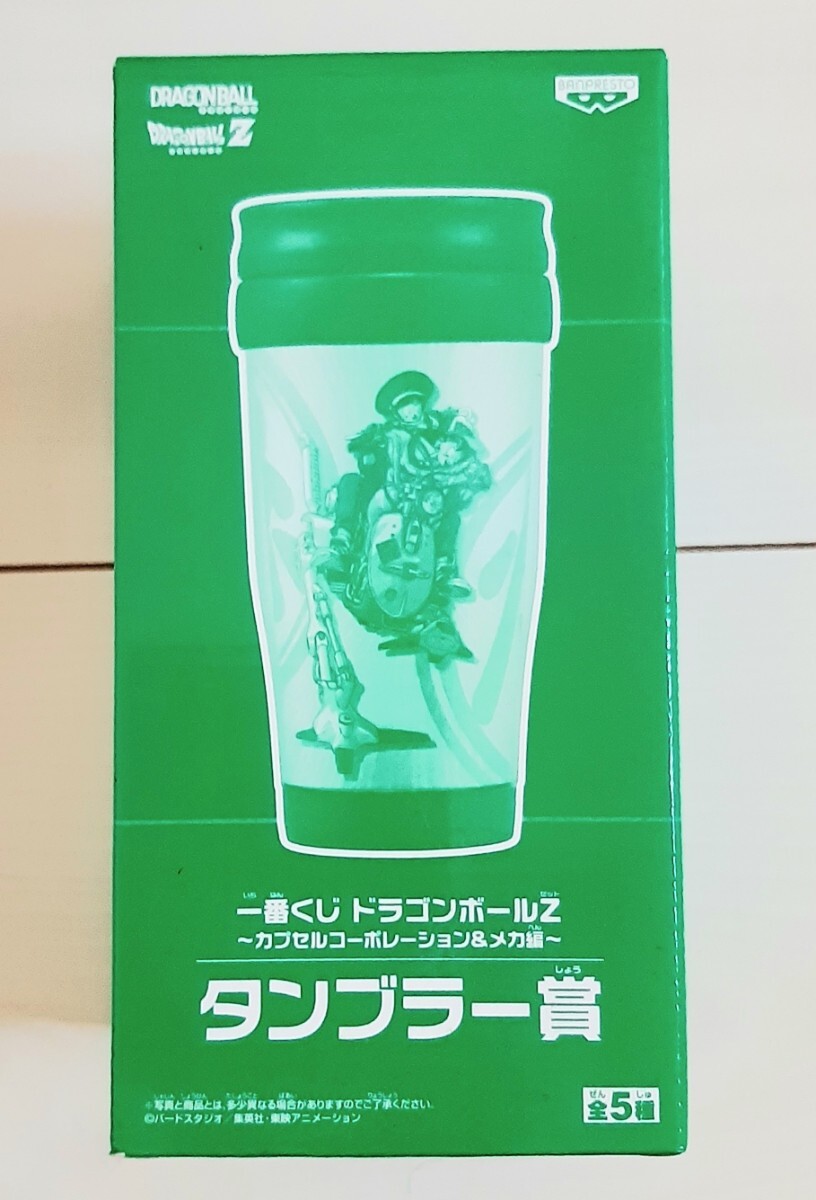 DRAGONBALL
DRAGONBALL Z
BANPRESTO
一番くじ ドラゴンボールZ
～カプセルコーポレーション&メカ編～
タンブラー賞
※写真と商品とは、多少異なる場合がありますのでご了承ください。
©バードスタジオ／集英社・東映アニメーション
全5種